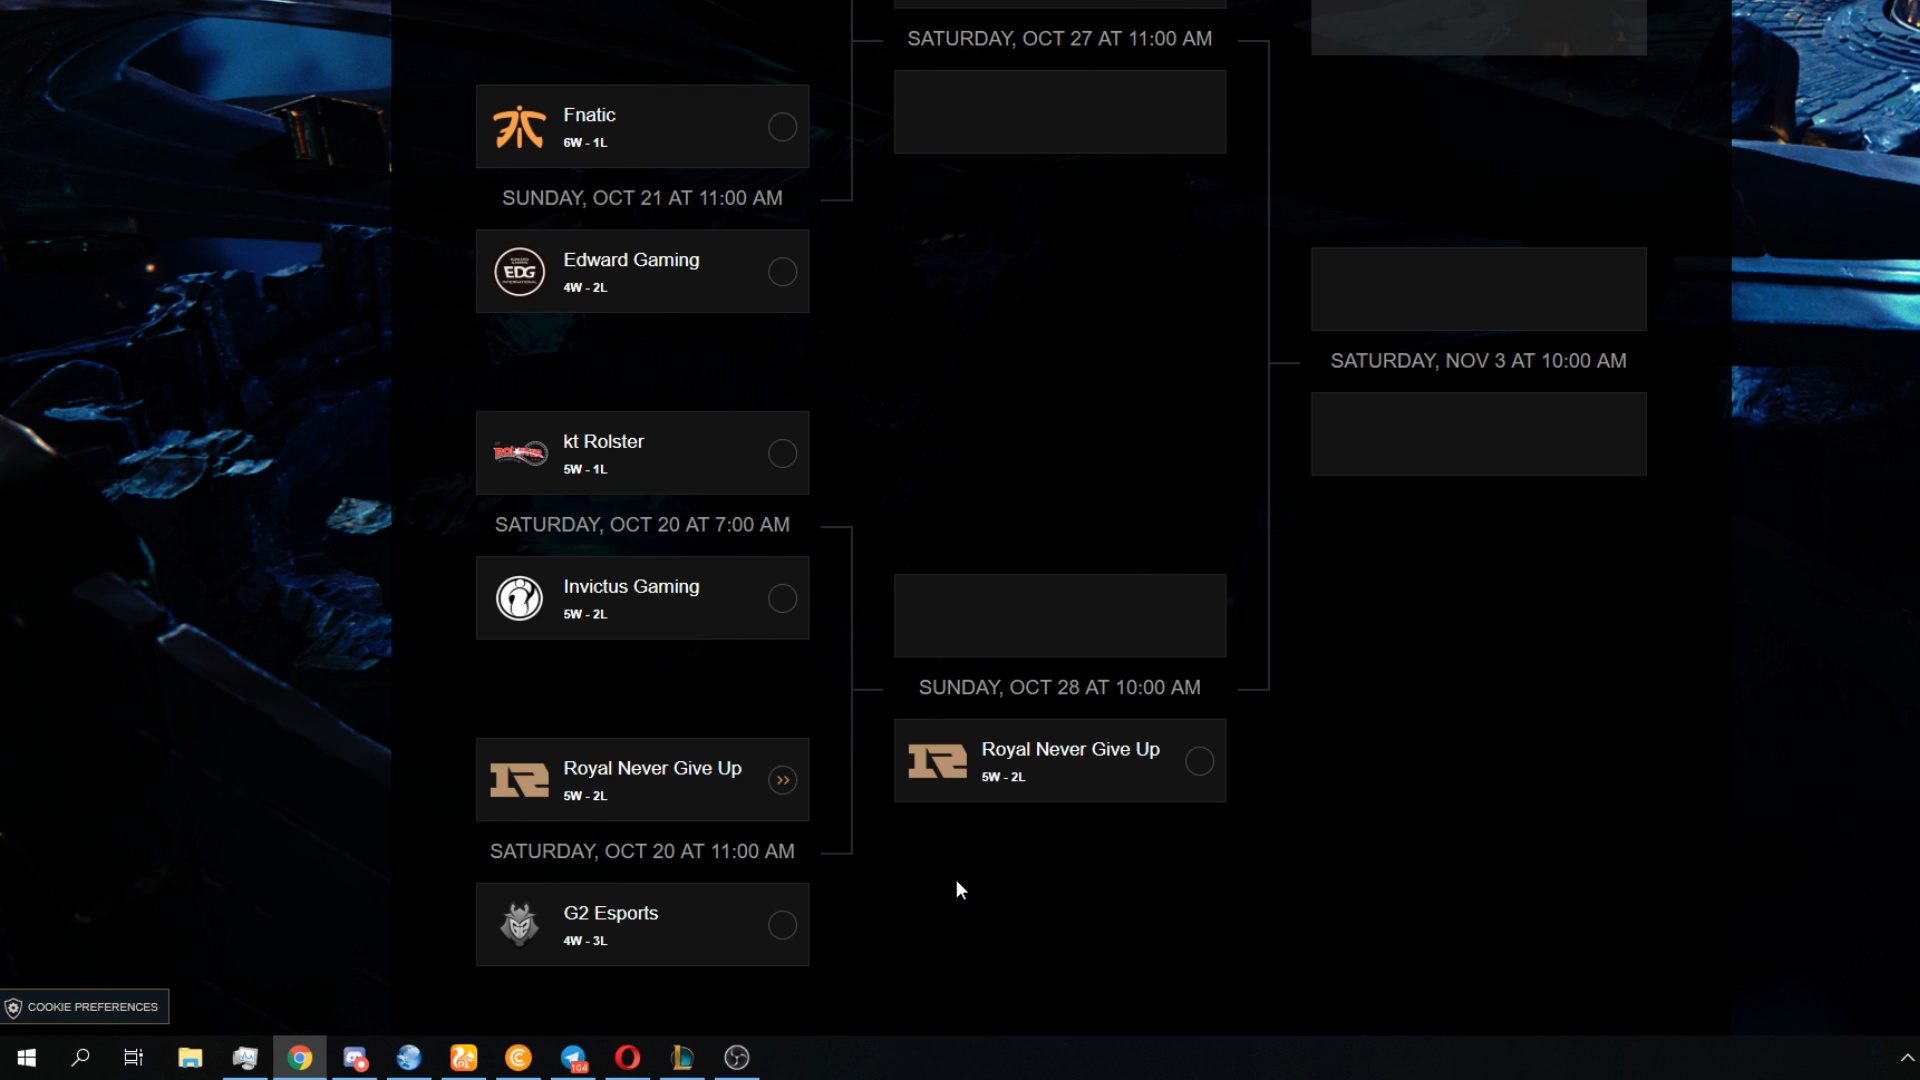 SATURDAY, OCT 27 AT 11:00 AM
Fnatic
6W - 1L
SUNDAY, OCT 21 AT 11:00 AM
EDG
Edward Gaming
4W - 2L
SATURDAY, NOV 3 AT 10:00 AM
ROLSTER
kt Rolster
5W - 1L
SATURDAY, OCT 20 AT 7:00 AM
Invictus Gaming
5W - 2L
SUNDAY, OCT 28 AT 10:00 AM
Royal Never Give Up
5W - 2L
Royal Never Give Up
5W - 2L
SATURDAY, OCT 20 AT 11:00 AM
G2 Esports
4W - 3L
COOKIE PREFERENCES
104